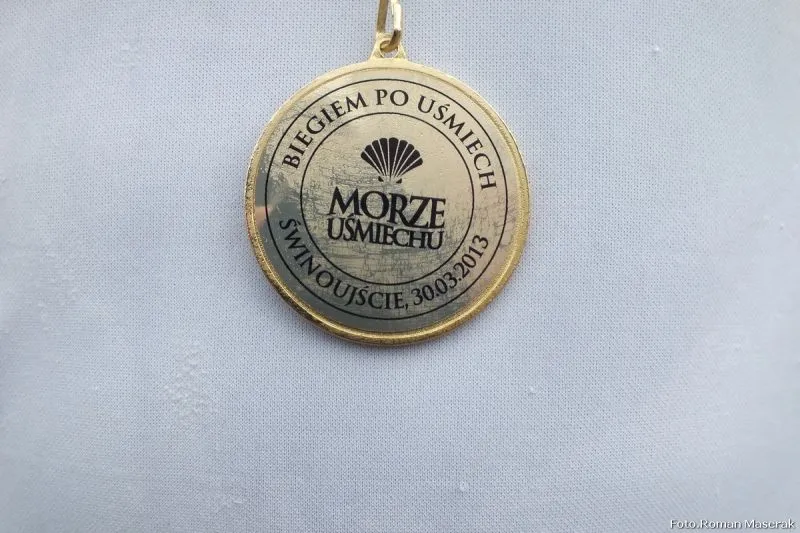 BIEGIEM PO UŚMIECH
MORZE
UŚMIECHU
ŚWINOUJŚCIE, 30.03.2013
Foto.Roman Maserak